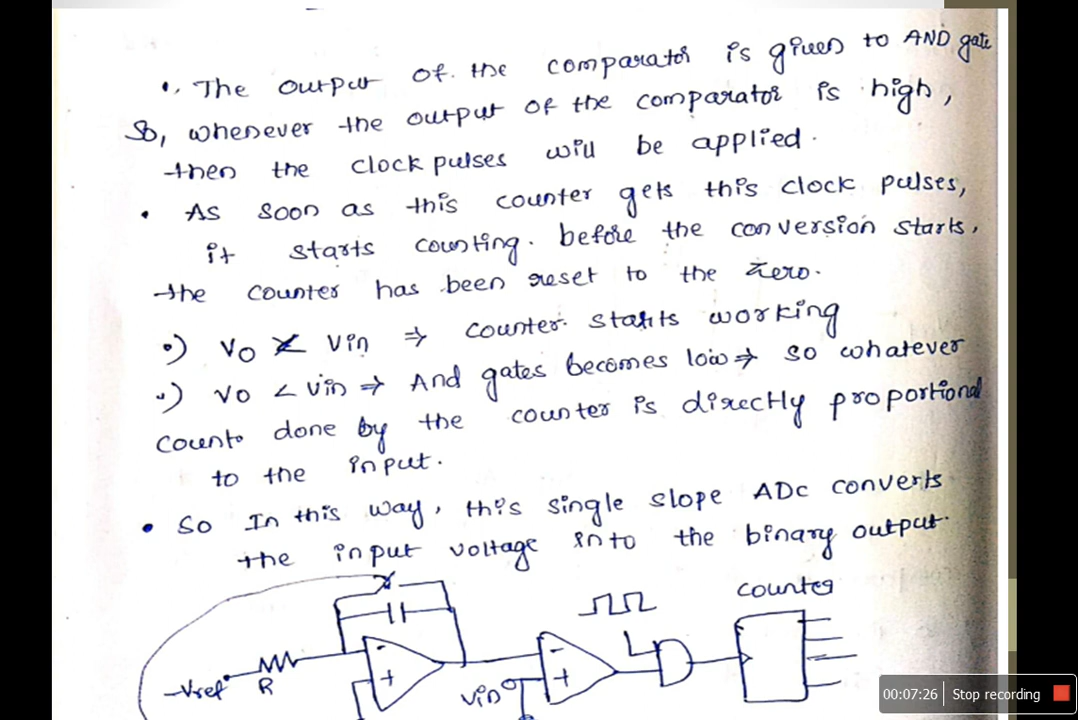 •. The output of the comparator is given to AND gate
So, whenever the output of the comparator is high,
then the clock pulses will be applied.
• As soon as this counter gets this clock pulses,
it starts counting. before the conversion starts,
the counter has been reset to the zero.
•) Vo < Vin ⇒ counter starts working
•) Vo < Vin ⇒ And gates becomes low ⇒ so whatever
count done by the counter is directly proportional
to the input.
• So In this way, this single slope ADC converts
the input voltage into the binary output.
counter
-Vref
R
-
+
Vin
-
+
00:07:26 Stop recording